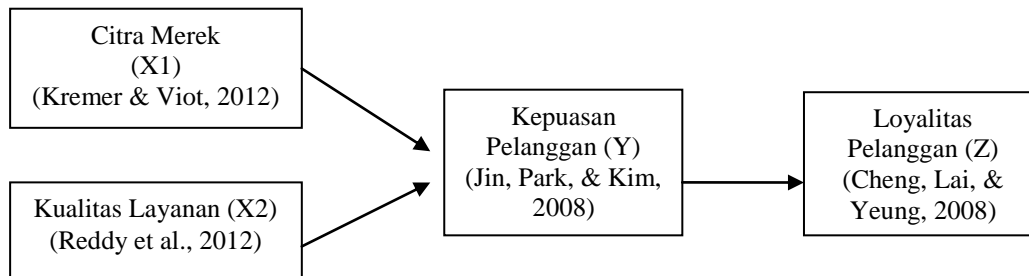 Citra Merek
(X1)
(Kremer & Viot, 2012)
Kualitas Layanan (X2)
(Reddy et al., 2012)
Kepuasan
Pelanggan (Y)
(Jin, Park, & Kim,
2008)
Loyalitas
Pelanggan (Z)
(Cheng, Lai, &
Yeung, 2008)